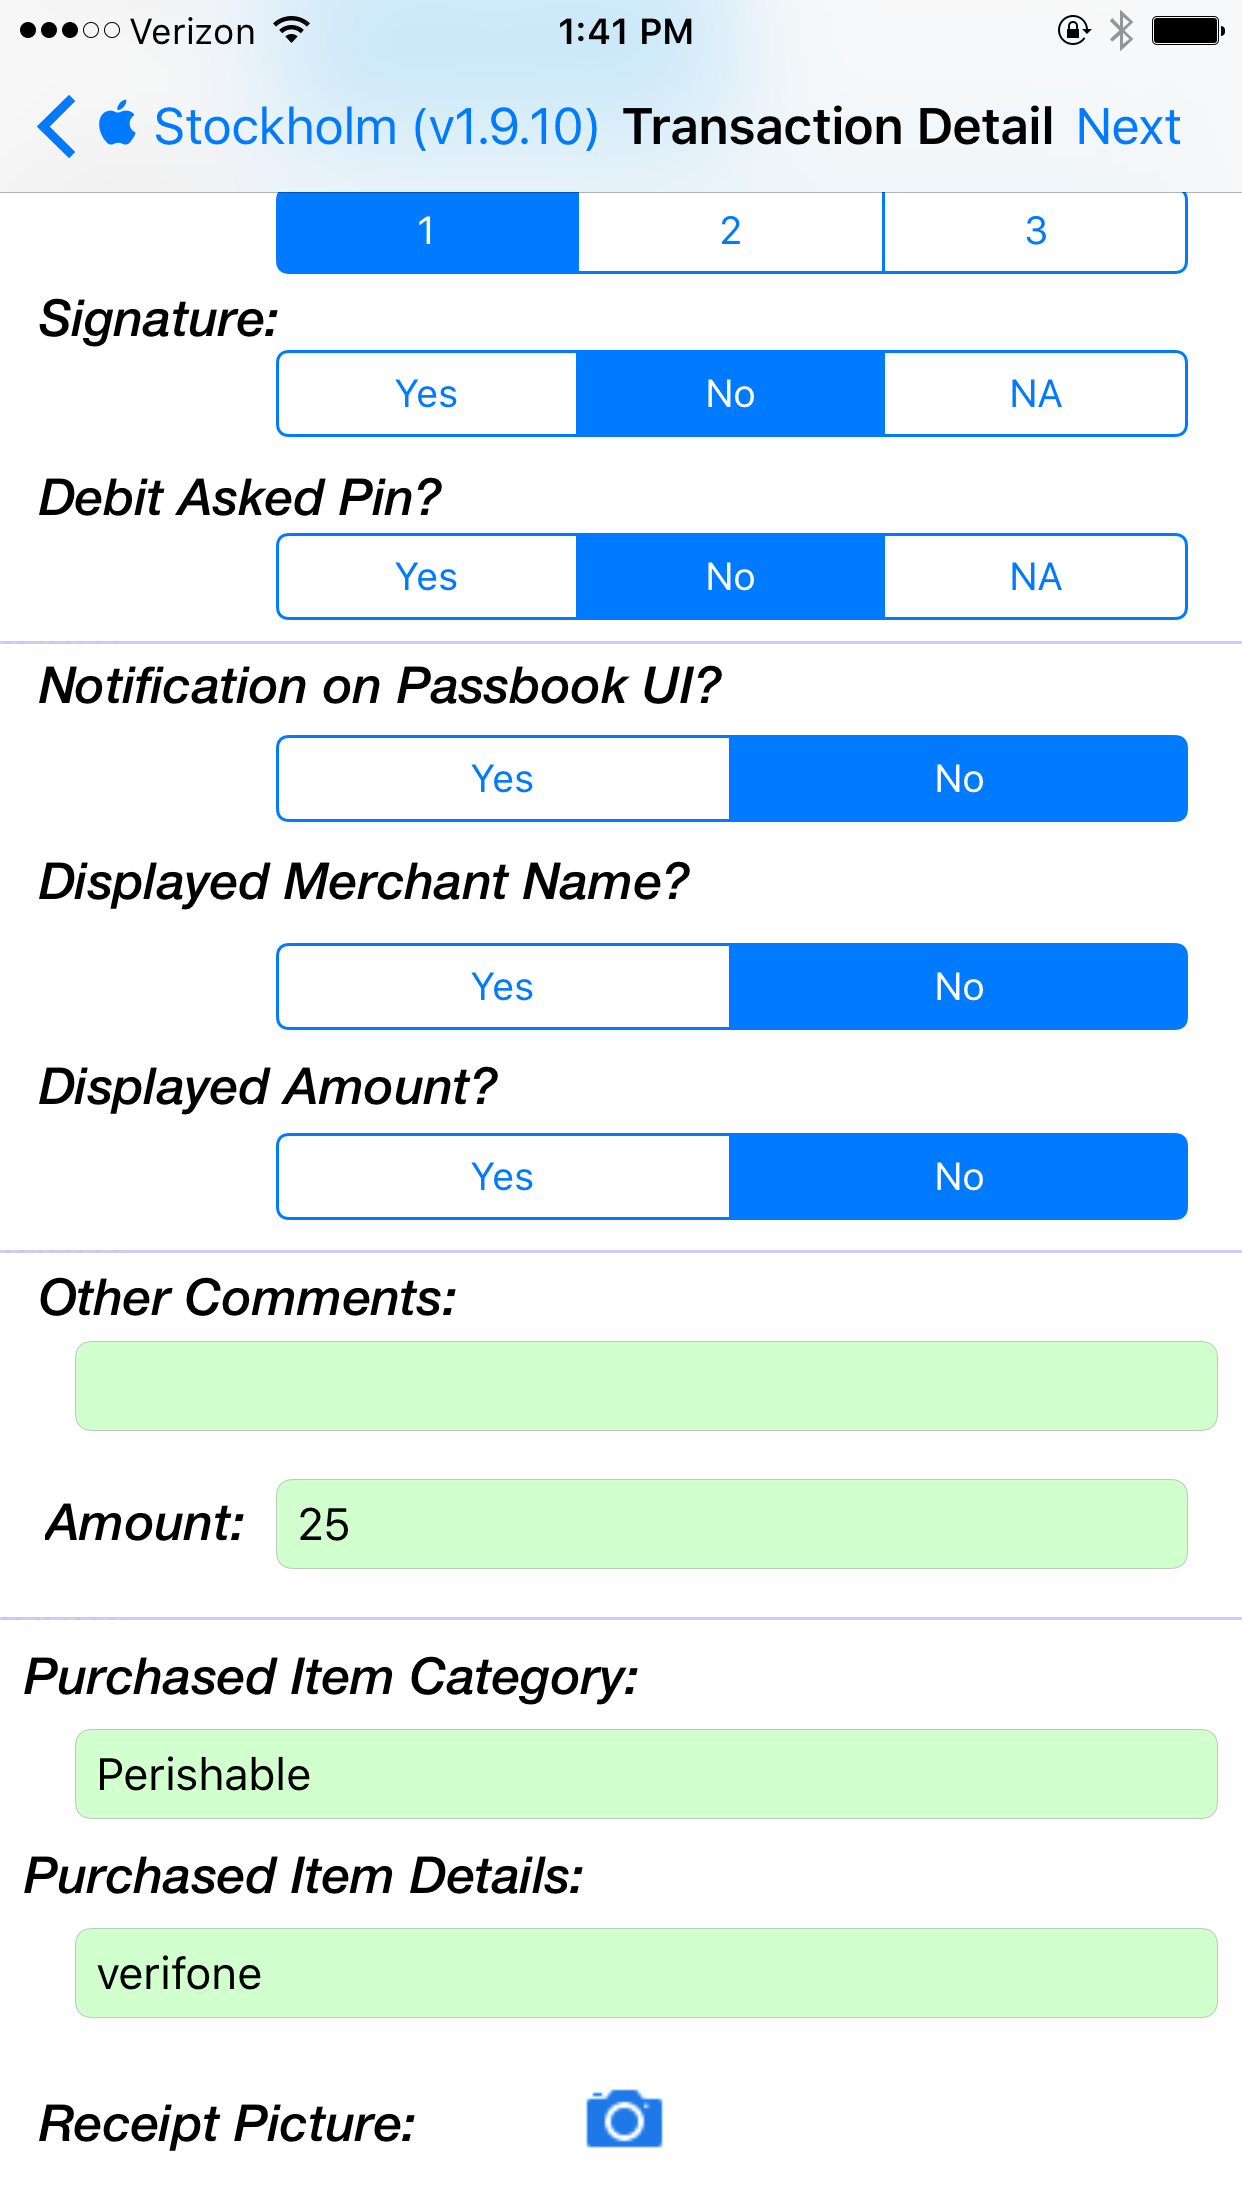 Verizon 1:41 PM
Stockholm (v1.9.10) Transaction Detail Next
1 2 3
Signature:
Yes No NA
Debit Asked Pin?
Yes No NA
Notification on Passbook UI?
Yes No
Displayed Merchant Name?
Yes No
Displayed Amount?
Yes No
Other Comments:
Amount: 25
Purchased Item Category:
Perishable
Purchased Item Details:
verifone
Receipt Picture: